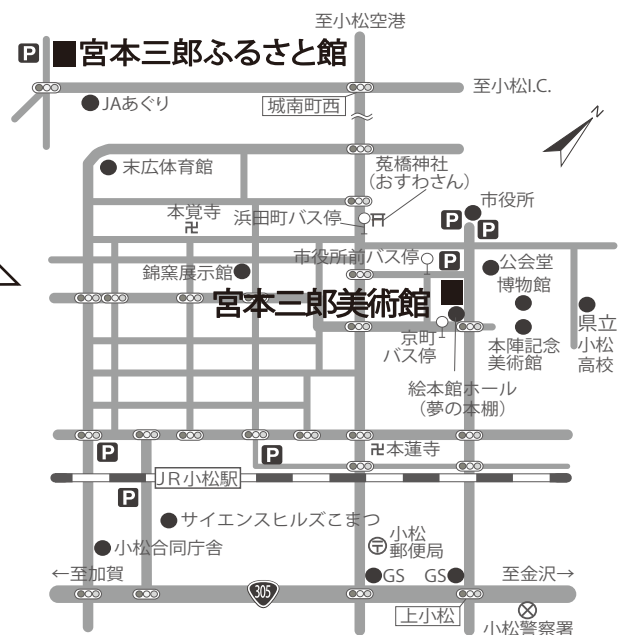 至小松空港
P ■宮本三郎ふるさと館
至小松I.C.
JAあぐり
城南町西
N
末広体育館
菟橋神社
(おすわさん)
市役所
本覚寺
浜田町バス停
P
P
市役所前バス停
P
公会堂
錦窯展示館
博物館
宮本三郎美術館
京町
バス停
本陣記念
美術館
県立
小松
高校
絵本館ホール
(夢の本棚)
P
P
卍本蓮寺
JR小松駅
P
サイエンスヒルズこまつ
小松合同庁舎
小松
郵便局
←至加賀
GS
GS
至金沢→
305
上小松
小松警察署